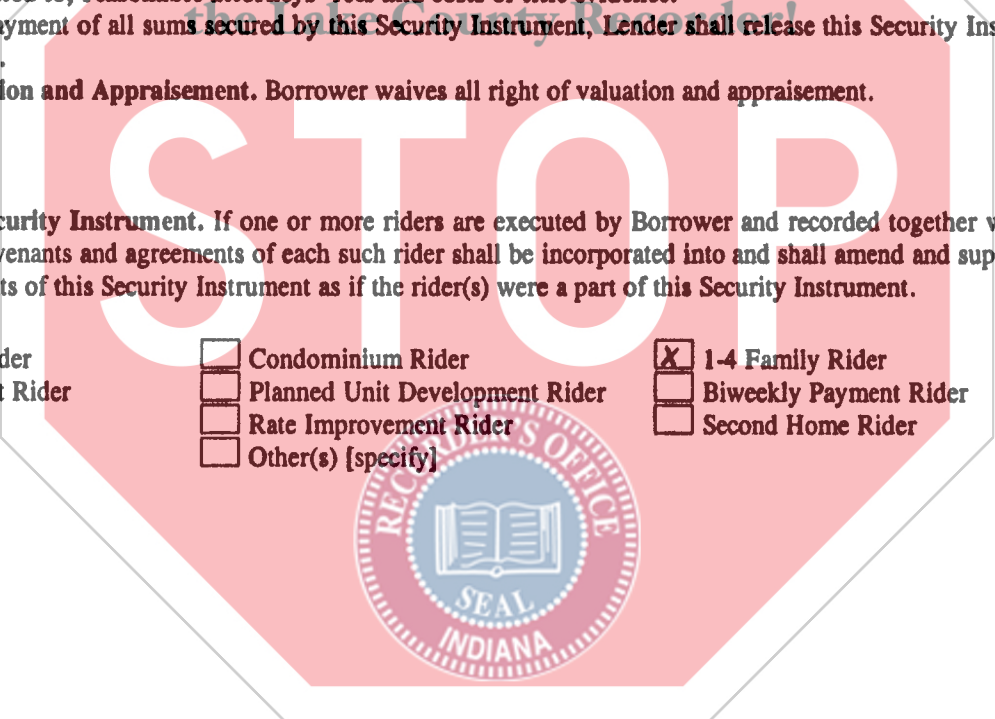 the Lake County Recorder!
yment of all sums secured by this Security Instrument, Lender shall release this Security Ins
.
ion and Appraisement. Borrower waives all right of valuation and appraisement.
STOP
curity Instrument. If one or more riders are executed by Borrower and recorded together w
venants and agreements of each such rider shall be incorporated into and shall amend and sup
ts of this Security Instrument as if the rider(s) were a part of this Security Instrument.
der Condominium Rider X 1-4 Family Rider
t Rider Planned Unit Development Rider Biweekly Payment Rider
Rate Improvement Rider Second Home Rider
Other(s) [specify]
RECORDER'S OFFICE
SEAL
INDIANA